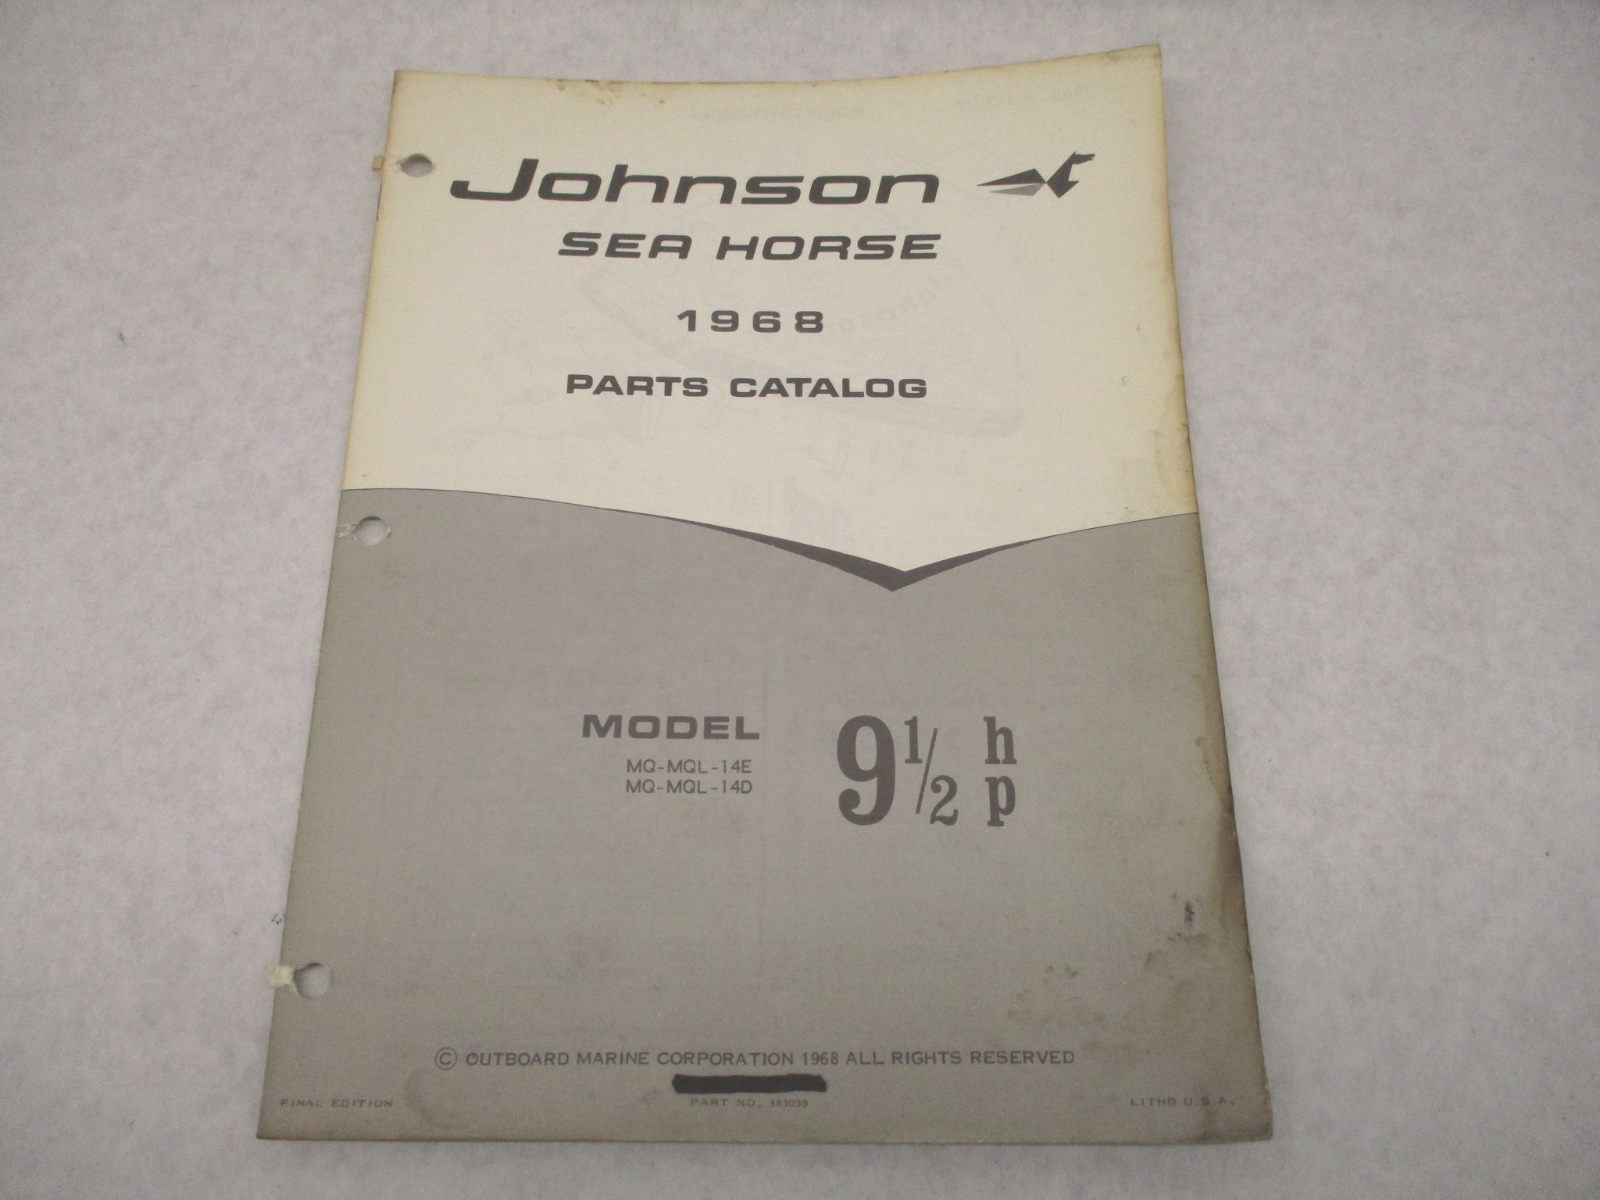 Johnson
SEA HORSE
1968
PARTS CATALOG
MODEL
MQ-MQL-14E
MQ-MQL-14D
9 1/2 hp
© OUTBOARD MARINE CORPORATION 1968 ALL RIGHTS RESERVED
FINAL EDITION
PART NO. 383039
LITHO U.S.A.